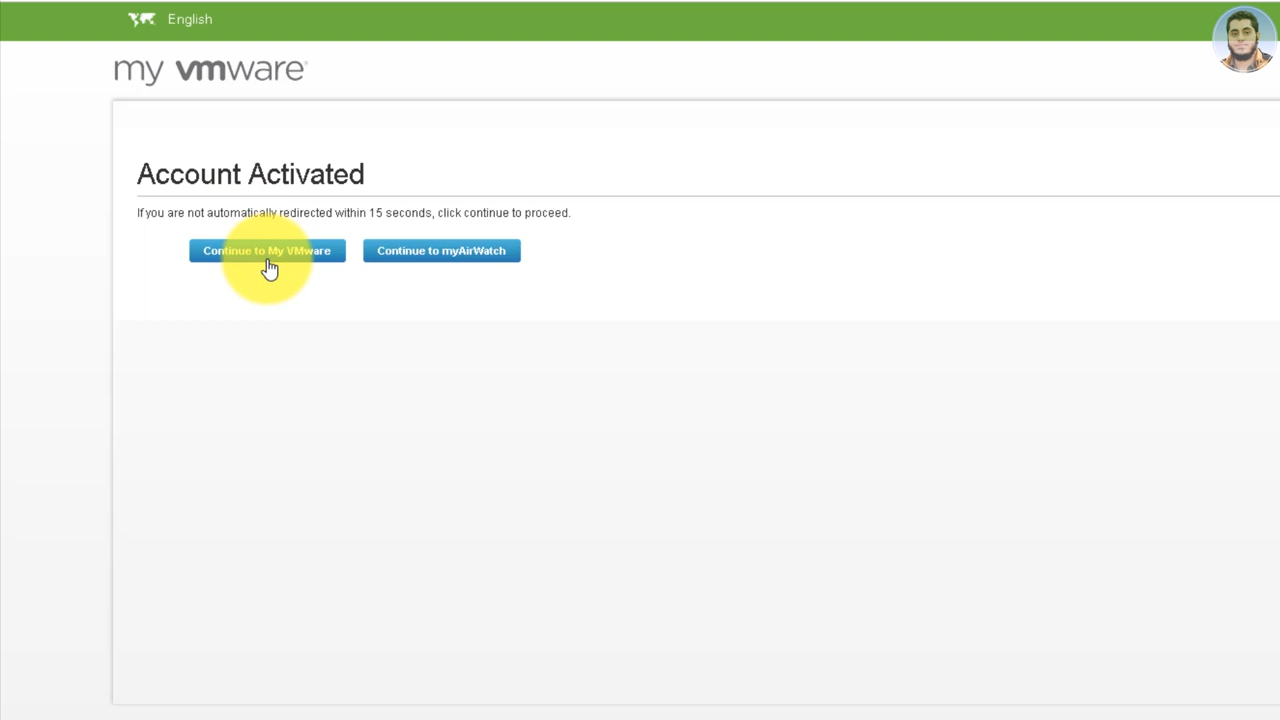 English
my vmware®
Account Activated
If you are not automatically redirected within 15 seconds, click continue to proceed.
Continue to My VMware
Continue to myAirWatch